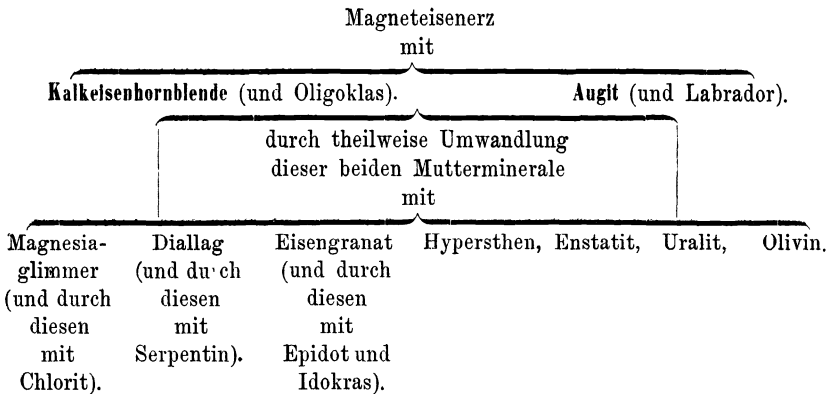 Magneteisenerz
mit
Kalkeisenhornblende (und Oligoklas). Augit (und Labrador).
durch theilweise Umwandlung
dieser beiden Mutterminerale
mit
Magnesia- Diallag Eisengranat Hypersthen, Enstatit, Uralit, Olivin.
glimmer (und durch (und durch
(und durch diesen diesen
diesen mit mit
mit Serpentin). Epidot und
Chlorit). Idokras).